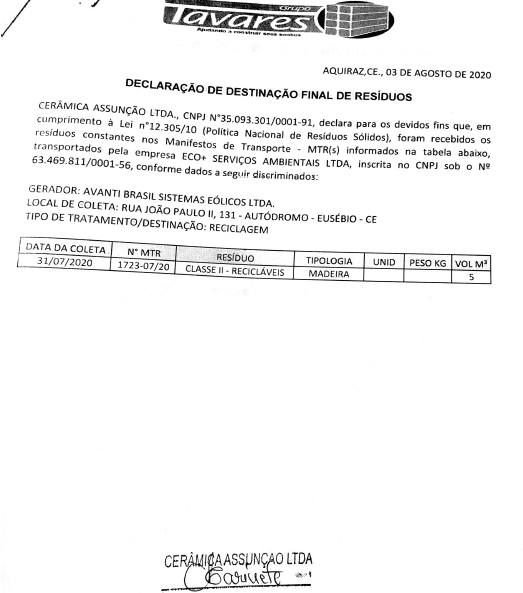 Grupo
Tavares
Ajudando a construir seus sonhos
AQUIRAZ,CE., 03 DE AGOSTO DE 2020
DECLARAÇÃO DE DESTINAÇÃO FINAL DE RESÍDUOS
CERÂMICA ASSUNÇÃO LTDA., CNPJ N°35.093.301/0001-91, declara para os devidos fins que, em
cumprimento à Lei n°12.305/10 (Política Nacional de Resíduos Sólidos), foram recebidos os
resíduos constantes nos Manifestos de Transporte - MTR(s) informados na tabela abaixo,
transportados pela empresa ECO+ SERVIÇOS AMBIENTAIS LTDA, inscrita no CNPJ sob o Nº
63.469.811/0001-56, conforme dados a seguir discriminados:
GERADOR: AVANTI BRASIL SISTEMAS EÓLICOS LTDA.
LOCAL DE COLETA: RUA JOÃO PAULO II, 131 - AUTÓDROMO - EUSÉBIO - CE
TIPO DE TRATAMENTO/DESTINAÇÃO: RECICLAGEM
DATA DA COLETA N° MTR RESÍDUO TIPOLOGIA UNID PESO KG VOL M³
31/07/2020 1723-07/20 CLASSE II - RECICLÁVEIS MADEIRA 5
CERÂMICA ASSUNÇAO LTDA